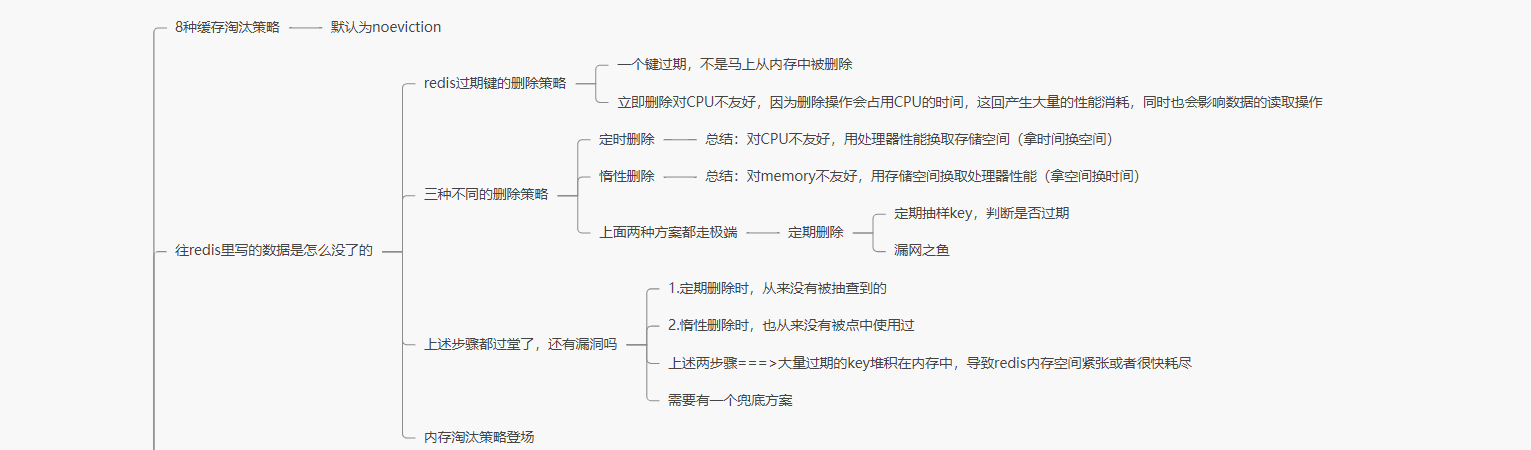 8种缓存淘汰策略
默认为noeviction
往redis里写的数据是怎么没了的
redis过期键的删除策略
一个键过期，不是马上从内存中被删除
立即删除对CPU不友好，因为删除操作会占用CPU的时间，这回产生大量的性能消耗，同时也会影响数据的读取操作
三种不同的删除策略
定时删除
总结：对CPU不友好，用处理器性能换取存储空间（拿时间换空间）
惰性删除
总结：对memory不友好，用存储空间换取处理器性能（拿空间换时间）
上面两种方案都走极端
定期删除
定期抽样key，判断是否过期
漏网之鱼
上述步骤都过堂了，还有漏洞吗
1.定期删除时，从来没有被抽查到的
2.惰性删除时，也从来没有被点中使用过
上述两步骤===>大量过期的key堆积在内存中，导致redis内存空间紧张或者很快耗尽
需要有一个兜底方案
内存淘汰策略登场